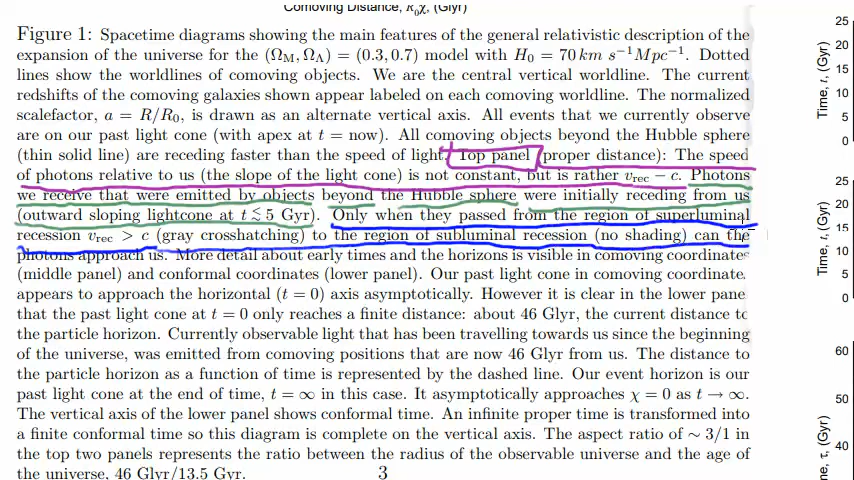 Comoving Distance, R₀χ, (Glyr)
Figure 1: Spacetime diagrams showing the main features of the general relativistic description of the
expansion of the universe for the (Ω_M, Ω_Λ) = (0.3, 0.7) model with H₀ = 70 km s⁻¹Mpc⁻¹. Dotted
lines show the worldlines of comoving objects. We are the central vertical worldline. The current
redshifts of the comoving galaxies shown appear labeled on each comoving worldline. The normalized
scalefactor, a = R/R₀, is drawn as an alternate vertical axis. All events that we currently observe
are on our past light cone (with apex at t = now). All comoving objects beyond the Hubble sphere
(thin solid line) are receding faster than the speed of light. Top panel (proper distance): The speed
of photons relative to us (the slope of the light cone) is not constant, but is rather v_rec − c. Photons
we receive that were emitted by objects beyond the Hubble sphere were initially receding from us
(outward sloping lightcone at t ≲ 5 Gyr). Only when they passed from the region of superluminal
recession v_rec > c (gray crosshatching) to the region of subluminal recession (no shading) can the
photons approach us. More detail about early times and the horizons is visible in comoving coordinates
(middle panel) and conformal coordinates (lower panel). Our past light cone in comoving coordinate
appears to approach the horizontal (t = 0) axis asymptotically. However it is clear in the lower pane
that the past light cone at t = 0 only reaches a finite distance: about 46 Glyr, the current distance to
the particle horizon. Currently observable light that has been travelling towards us since the beginning
of the universe, was emitted from comoving positions that are now 46 Glyr from us. The distance to
the particle horizon as a function of time is represented by the dashed line. Our event horizon is our
past light cone at the end of time, t = ∞ in this case. It asymptotically approaches χ = 0 as t → ∞.
The vertical axis of the lower panel shows conformal time. An infinite proper time is transformed into
a finite conformal time so this diagram is complete on the vertical axis. The aspect ratio of ∼ 3/1 in
the top two panels represents the ratio between the radius of the observable universe and the age of
the universe, 46 Glyr/13.5 Gyr.
3
Time, t, (Gyr)
25
20
15
10
5
0
Time, t, (Gyr)
25
20
15
10
5
0
me, τ, (Gyr)
60
50
40